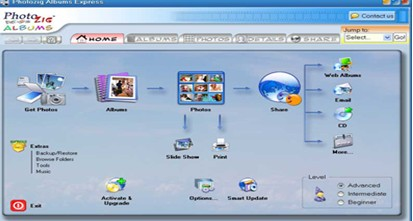 Photozig Albums Express
Photo ZIG
ALBUMS
Contact us
Jump to:
HOME
ALBUMS
PHOTOS
DETAILS
SHARE
Select...
Go!
Get Photos
Albums
Photos
Share
Web Albums
Email
CD
More...
Slide Show
Print
Extras
Backup/Restore
Browse Folders
Tools
Music
Activate &
Upgrade
Options...
Smart Update
Level
Advanced
Intermediate
Beginner
Exit